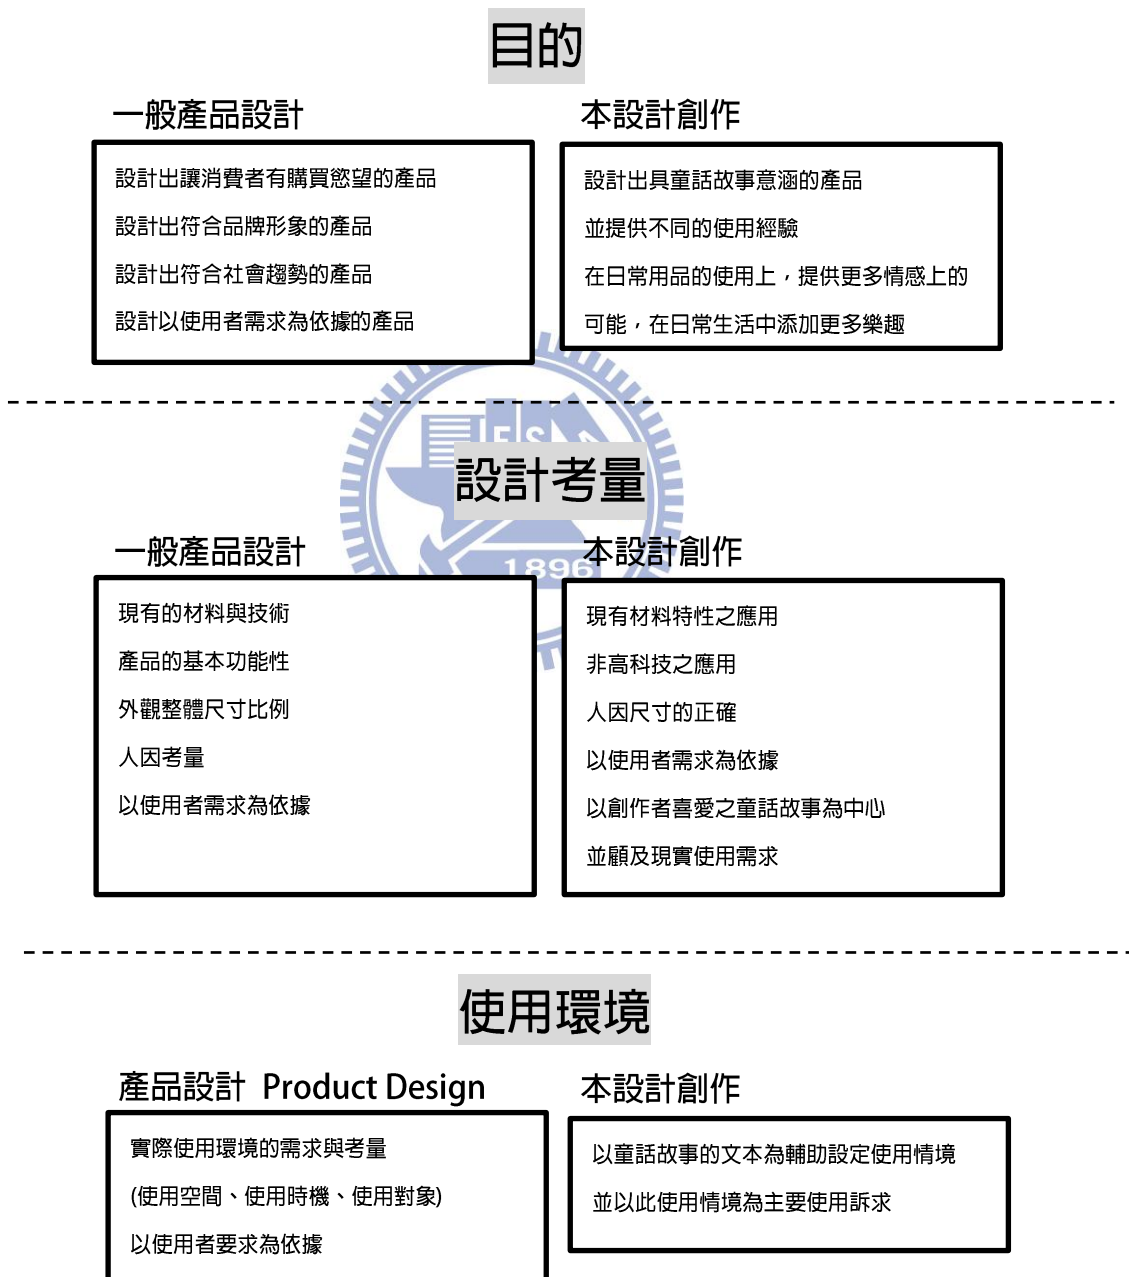 目的
一般產品設計
設計出讓消費者有購買慾望的產品
設計出符合品牌形象的產品
設計出符合社會趨勢的產品
設計以使用者需求為依據的產品
本設計創作
設計出具童話故事意涵的產品
並提供不同的使用經驗
在日常用品的使用上，提供更多情感上的
可能，在日常生活中添加更多樂趣
設計考量
一般產品設計
現有的材料與技術
產品的基本功能性
外觀整體尺寸比例
人因考量
以使用者需求為依據
本設計創作
現有材料特性之應用
非高科技之應用
人因尺寸的正確
以使用者需求為依據
以創作者喜愛之童話故事為中心
並顧及現實使用需求
1896
使用環境
產品設計 Product Design
實際使用環境的需求與考量
(使用空間、使用時機、使用對象)
以使用者要求為依據
本設計創作
以童話故事的文本為輔助設定使用情境
並以此使用情境為主要使用訴求